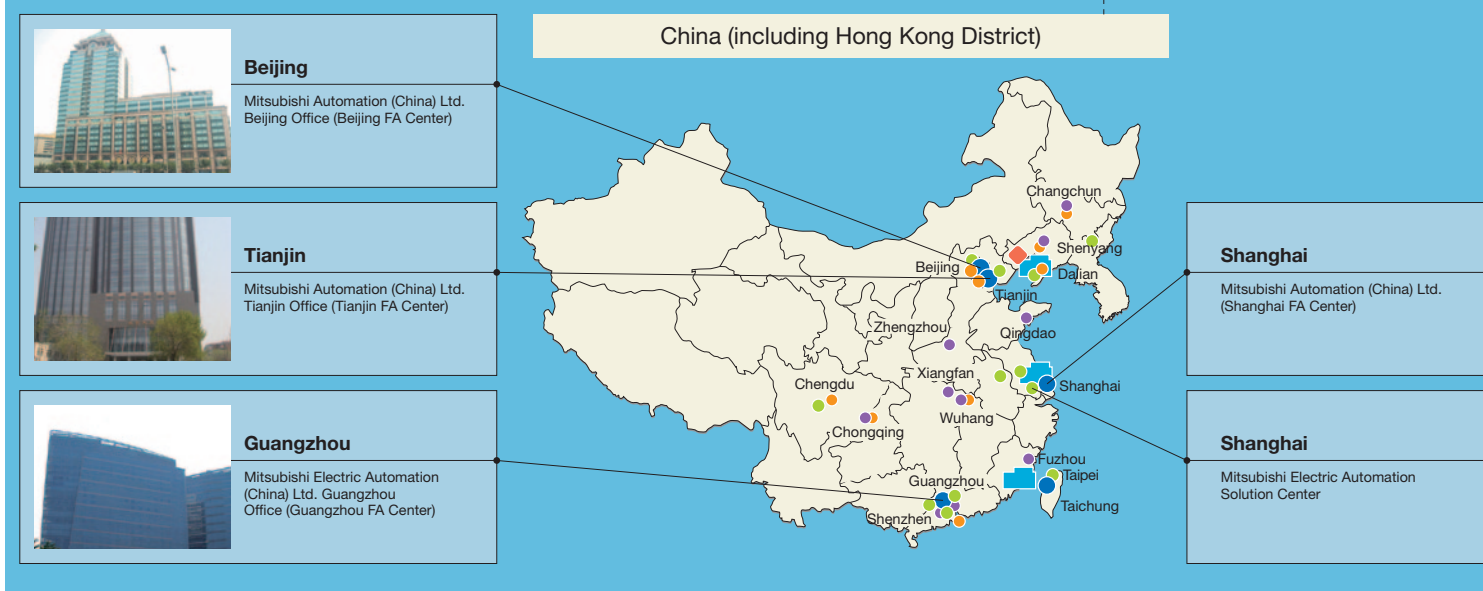 China (including Hong Kong District)
Beijing
Mitsubishi Automation (China) Ltd.
Beijing Office (Beijing FA Center)
Tianjin
Mitsubishi Automation (China) Ltd.
Tianjin Office (Tianjin FA Center)
Guangzhou
Mitsubishi Electric Automation
(China) Ltd. Guangzhou
Office (Guangzhou FA Center)
Changchun
Shenyang
Beijing
Dalian
Tianjin
Zhengzhou
Qingdao
Xiangfan
Chengdu
Shanghai
Wuhang
Chongqing
Fuzhou
Taipei
Guangzhou
Taichung
Shenzhen
Shanghai
Mitsubishi Automation (China) Ltd.
(Shanghai FA Center)
Shanghai
Mitsubishi Electric Automation
Solution Center